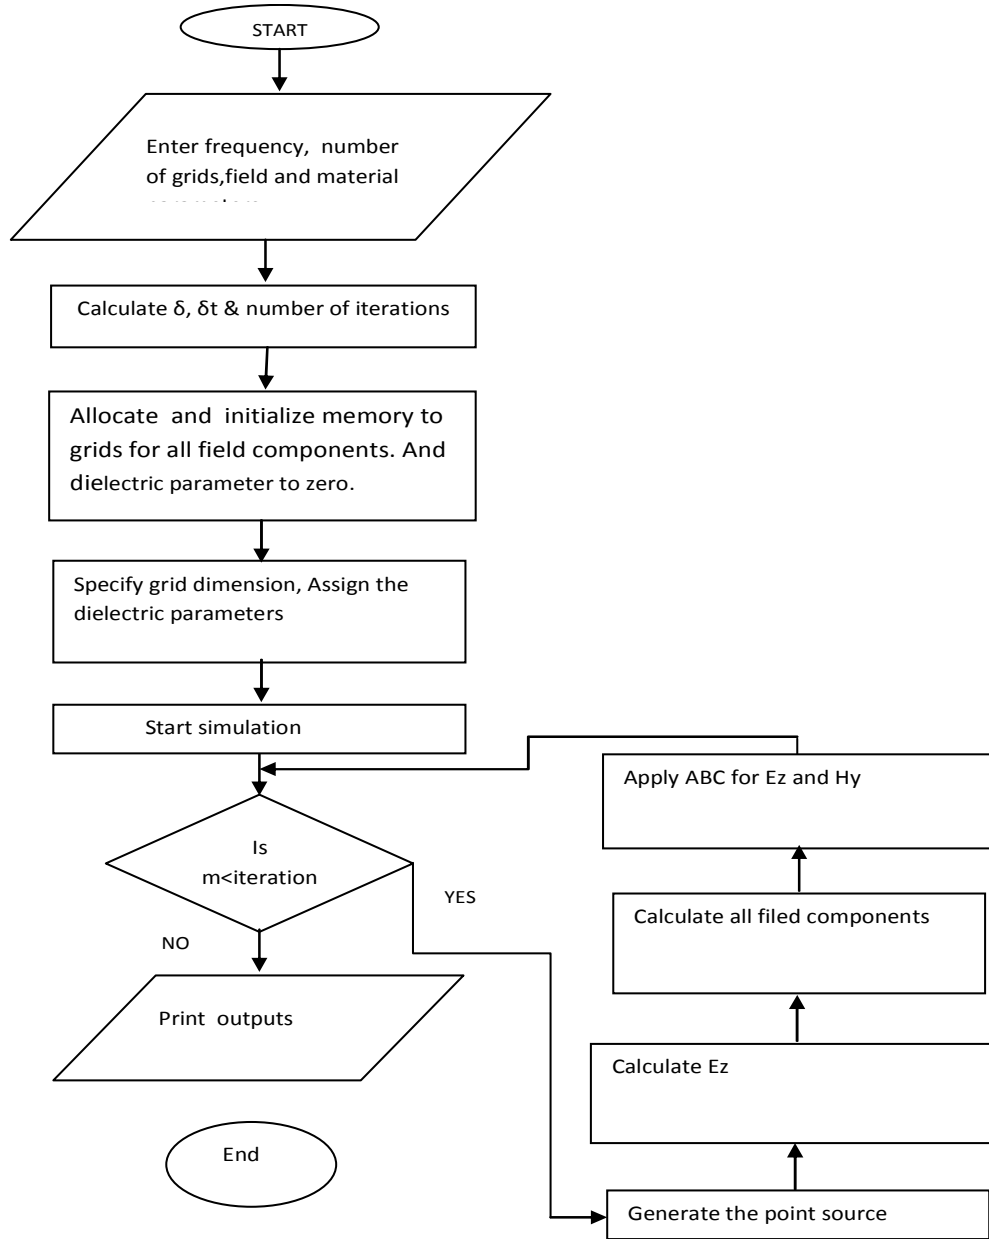 START
Enter frequency, number
of grids,field and material
Calculate δ, δt & number of iterations
Allocate and initialize memory to
grids for all field components. And
dielectric parameter to zero.
Specify grid dimension, Assign the
dielectric parameters
Start simulation
Is
m<iteration
YES
NO
Print outputs
End
Apply ABC for Ez and Hy
Calculate all filed components
Calculate Ez
Generate the point source